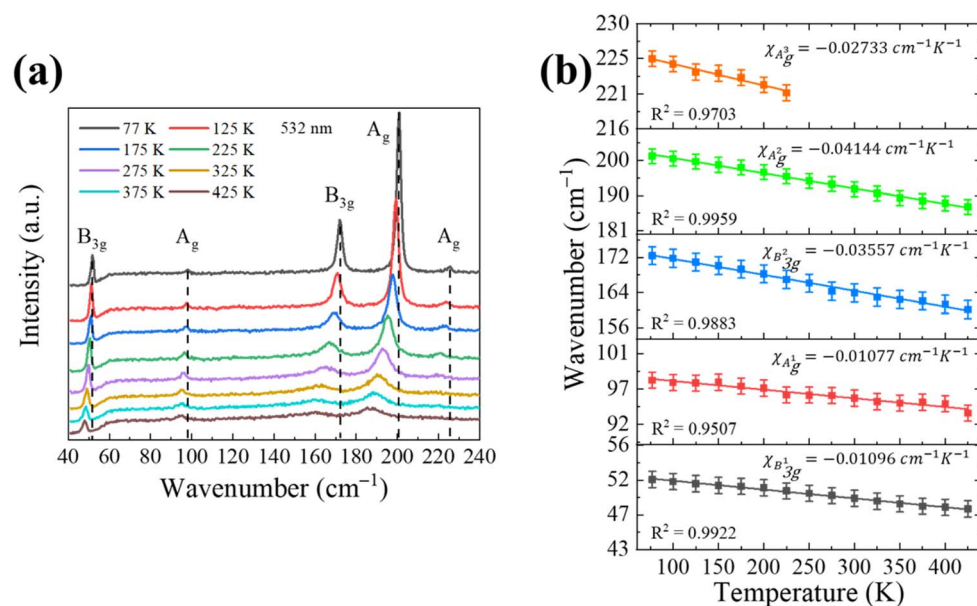 (a)
77 K 125 K 532 nm
175 K 225 K
275 K 325 K
375 K 425 K
B3g Ag B3g Ag Ag
Intensity (a.u.)
40 60 80 100 120 140 160 180 200 220 240
Wavenumber (cm−1)
(b)
χA3g = −0.02733 cm−1K−1
R2 = 0.9703
229
225
221
216
χA2g = −0.04144 cm−1K−1
R2 = 0.9959
200
190
181
χB23g = −0.03557 cm−1K−1
R2 = 0.9883
172
164
156
χA1g = −0.01077 cm−1K−1
R2 = 0.9507
101
97
92
56
χB13g = −0.01096 cm−1K−1
R2 = 0.9922
52
47
43
Wavenumber (cm−1)
100 150 200 250 300 350 400
Temperature (K)